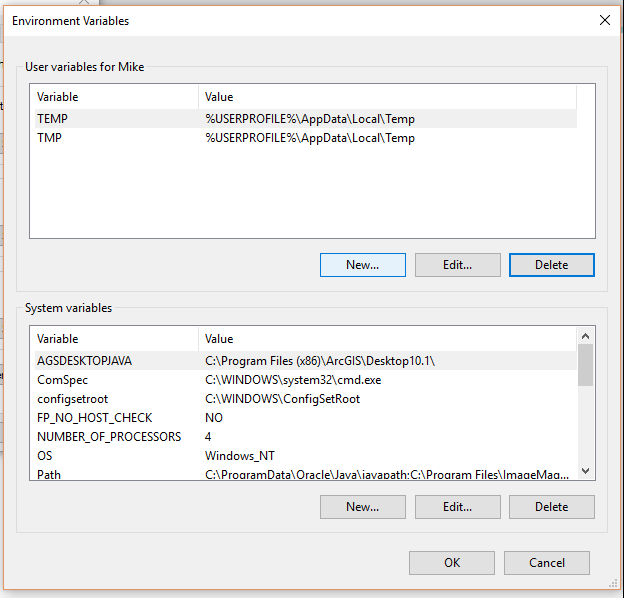 Environment Variables
User variables for Mike
Variable Value
TEMP %USERPROFILE%\AppData\Local\Temp
TMP %USERPROFILE%\AppData\Local\Temp
New... Edit... Delete
System variables
Variable Value
AGSDESKTOPJAVA C:\Program Files (x86)\ArcGIS\Desktop10.1\
ComSpec C:\WINDOWS\system32\cmd.exe
configsetroot C:\WINDOWS\ConfigSetRoot
FP_NO_HOST_CHECK NO
NUMBER_OF_PROCESSORS 4
OS Windows_NT
Path C:\ProgramData\Oracle\Java\javapath;C:\Program Files\ImageMag...
New... Edit... Delete
OK Cancel